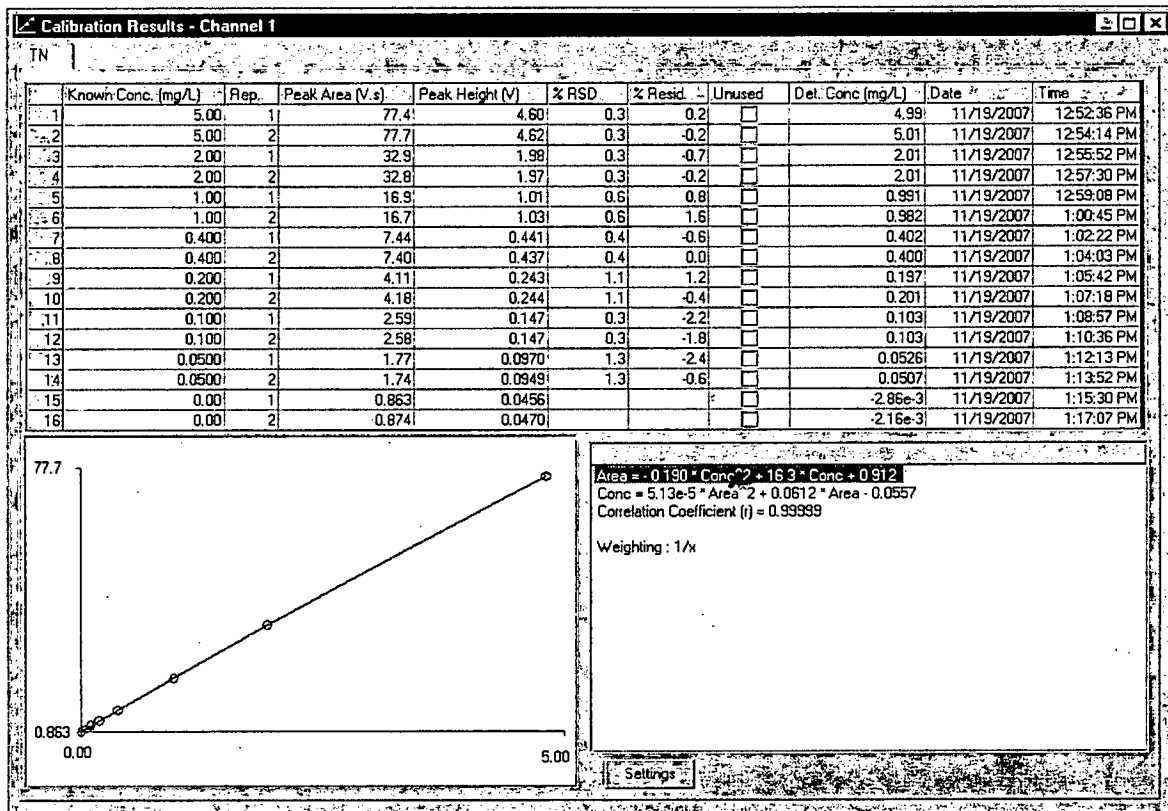 Calibration Results - Channel 1
TN
Known Conc. (mg/L) Rep. Peak Area (V.s) Peak Height (V) % RSD % Resid. Unused Det. Conc (mg/L) Date Time
1 5.00 1 77.4 4.60 0.3 0.2 4.99 11/19/2007 12:52:36 PM
2 5.00 2 77.7 4.62 0.3 -0.2 5.01 11/19/2007 12:54:14 PM
3 2.00 1 32.9 1.98 0.3 -0.7 2.01 11/19/2007 12:55:52 PM
4 2.00 2 32.8 1.97 0.3 -0.2 2.01 11/19/2007 12:57:30 PM
5 1.00 1 16.9 1.01 0.6 0.8 0.991 11/19/2007 12:59:08 PM
6 1.00 2 16.7 1.03 0.6 1.6 0.982 11/19/2007 1:00:45 PM
7 0.400 1 7.44 0.441 0.4 -0.6 0.402 11/19/2007 1:02:22 PM
8 0.400 2 7.40 0.437 0.4 0.0 0.400 11/19/2007 1:04:03 PM
9 0.200 1 4.11 0.243 1.1 1.2 0.197 11/19/2007 1:05:42 PM
10 0.200 2 4.18 0.244 1.1 -0.4 0.201 11/19/2007 1:07:18 PM
11 0.100 1 2.59 0.147 0.3 -2.2 0.103 11/19/2007 1:08:57 PM
12 0.100 2 2.58 0.147 0.3 -1.8 0.103 11/19/2007 1:10:36 PM
13 0.0500 1 1.77 0.0970 1.3 -2.4 0.0526 11/19/2007 1:12:13 PM
14 0.0500 2 1.74 0.0949 1.3 -0.6 0.0507 11/19/2007 1:13:52 PM
15 0.00 1 0.863 0.0456 -2.86e-3 11/19/2007 1:15:30 PM
16 0.00 2 0.874 0.0470 -2.16e-3 11/19/2007 1:17:07 PM
77.7
0.863
0.00
5.00
Area = - 0.190 * Conc^2 + 16.3 * Conc + 0.912
Conc = 5.13e-5 * Area^2 + 0.0612 * Area - 0.0557
Correlation Coefficient (r) = 0.99999
Weighting : 1/x
Settings